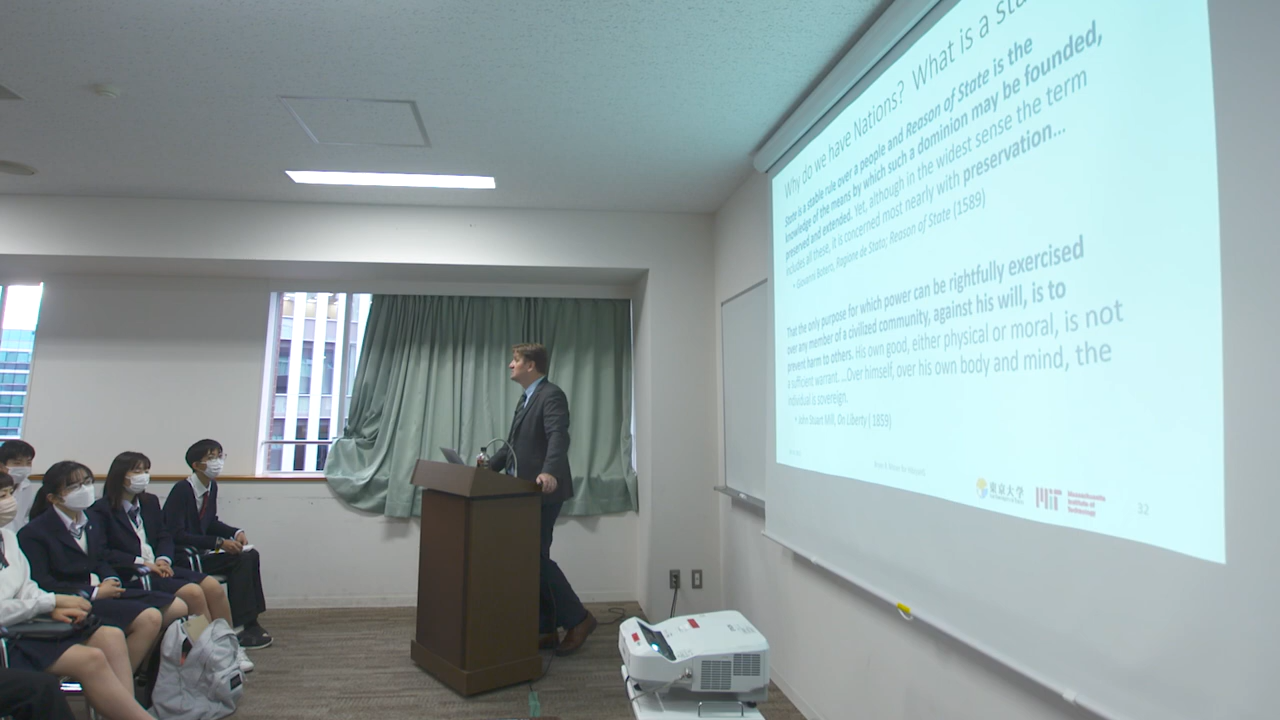 Why do we have Nations? What is a sta
State is a stable rule over a people and Reason of State is the
knowledge of the means by which such a dominion may be founded,
preserved and extended. Yet, although in the widest sense the term
includes all these, it is concerned most nearly with preservation...
• Giovanni Botero, Ragione de Stato; Reason of State (1589)
That the only purpose for which power can be rightfully exercised
over any member of a civilized community, against his will, is to
prevent harm to others. His own good, either physical or moral, is not
a sufficient warrant. ...Over himself, over his own body and mind, the
individual is sovereign.
• John Stuart Mill, On Liberty (1859)
東京大学
MIT
Massachusetts
Institute of
Technology
32